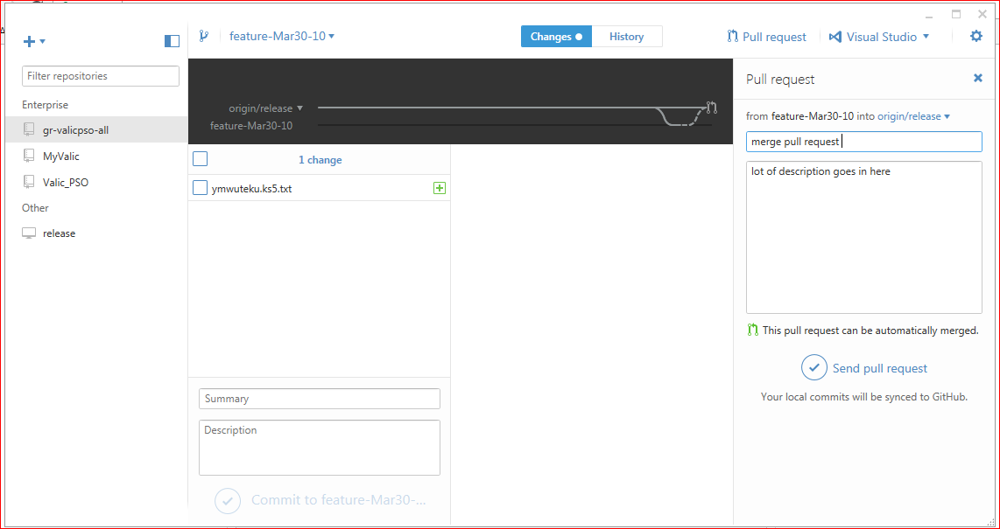 feature-Mar30-10
Changes
History
Pull request
Visual Studio
Filter repositories
Enterprise
gr-valicpso-all
MyValic
Valic_PSO
Other
release
origin/release
feature-Mar30-10
1 change
ymwuteku.ks5.txt
Summary
Description
Commit to feature-Mar30-...
Pull request
from feature-Mar30-10 into origin/release
merge pull request
lot of description goes in here
This pull request can be automatically merged.
Send pull request
Your local commits will be synced to GitHub.